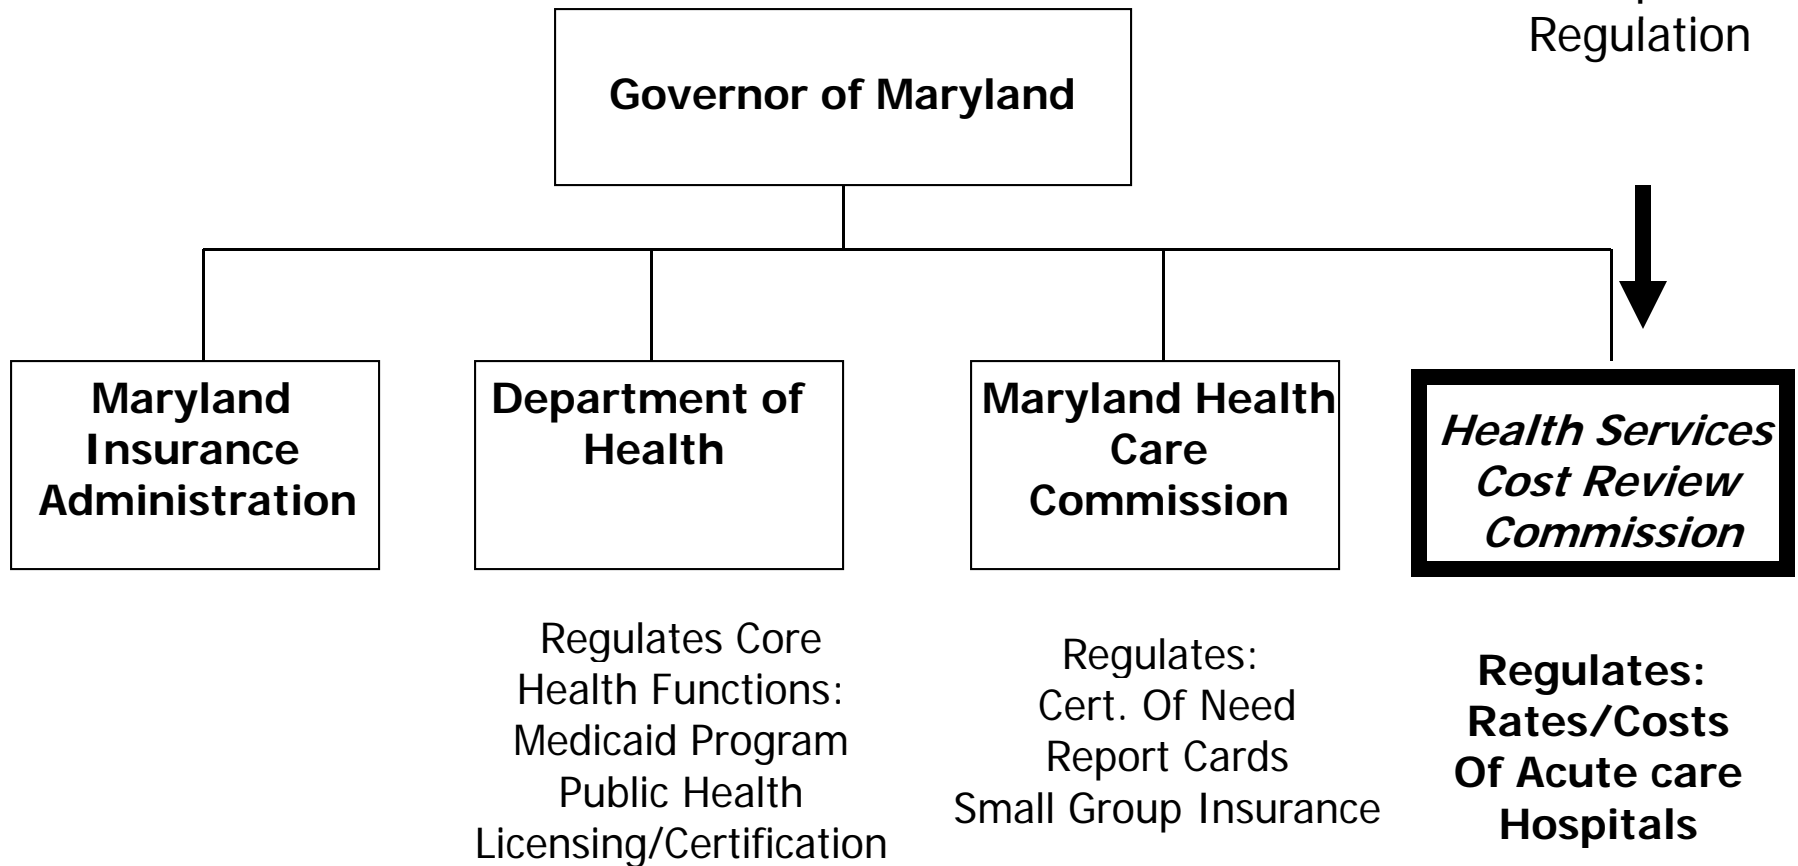 Regulation
Governor of Maryland
Maryland
Insurance
Administration
Department of
Health
Maryland Health
Care
Commission
Health Services
Cost Review
Commission
Regulates Core
Health Functions:
Medicaid Program
Public Health
Licensing/Certification
Regulates:
Cert. Of Need
Report Cards
Small Group Insurance
Regulates:
Rates/Costs
Of Acute care
Hospitals